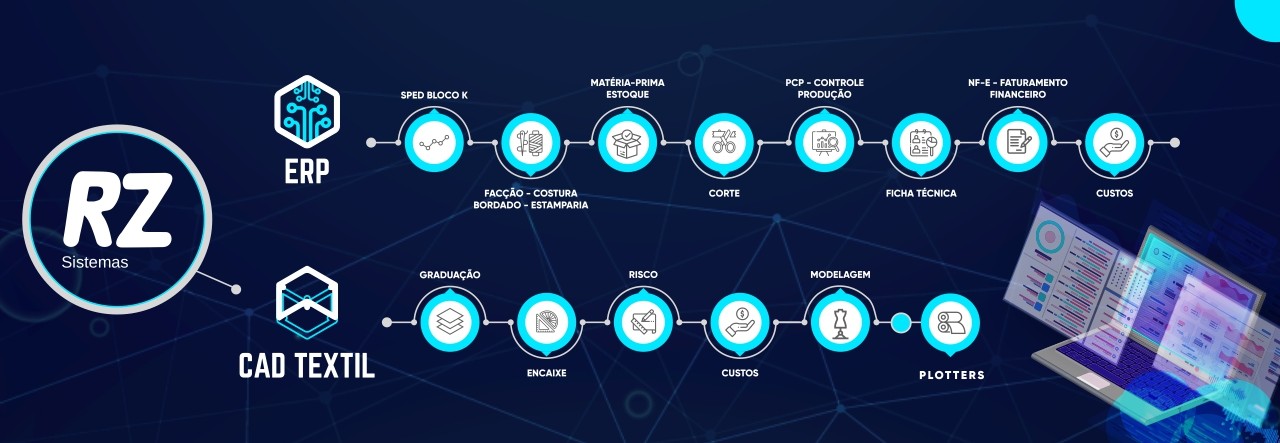 RZ
Sistemas
ERP
SPED BLOCO K
FACÇÃO - COSTURA
BORDADO - ESTAMPARIA
MATÉRIA-PRIMA
ESTOQUE
CORTE
PCP - CONTROLE
PRODUÇÃO
FICHA TÉCNICA
NF-E - FATURAMENTO
FINANCEIRO
CUSTOS
CAD TEXTIL
GRADUAÇÃO
ENCAIXE
RISCO
CUSTOS
MODELAGEM
PLOTTERS